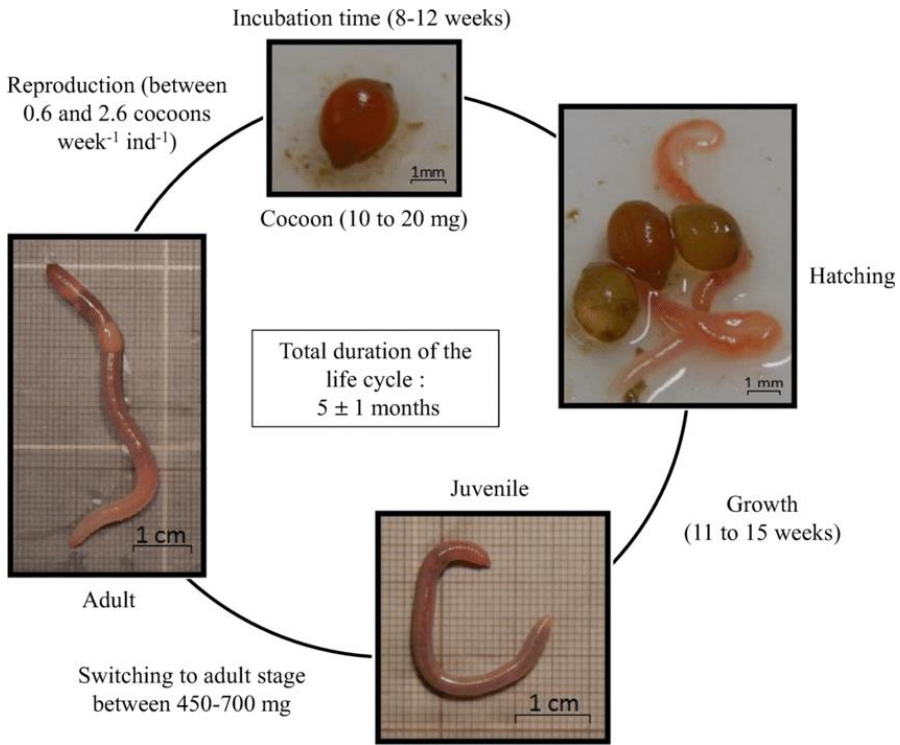 Incubation time (8-12 weeks)
Reproduction (between
0.6 and 2.6 cocoons
week⁻¹ ind⁻¹)
1mm
Cocoon (10 to 20 mg)
1 mm
Hatching
Total duration of the
life cycle :
5 ± 1 months
1 cm
Adult
Juvenile
Growth
(11 to 15 weeks)
1 cm
Switching to adult stage
between 450-700 mg